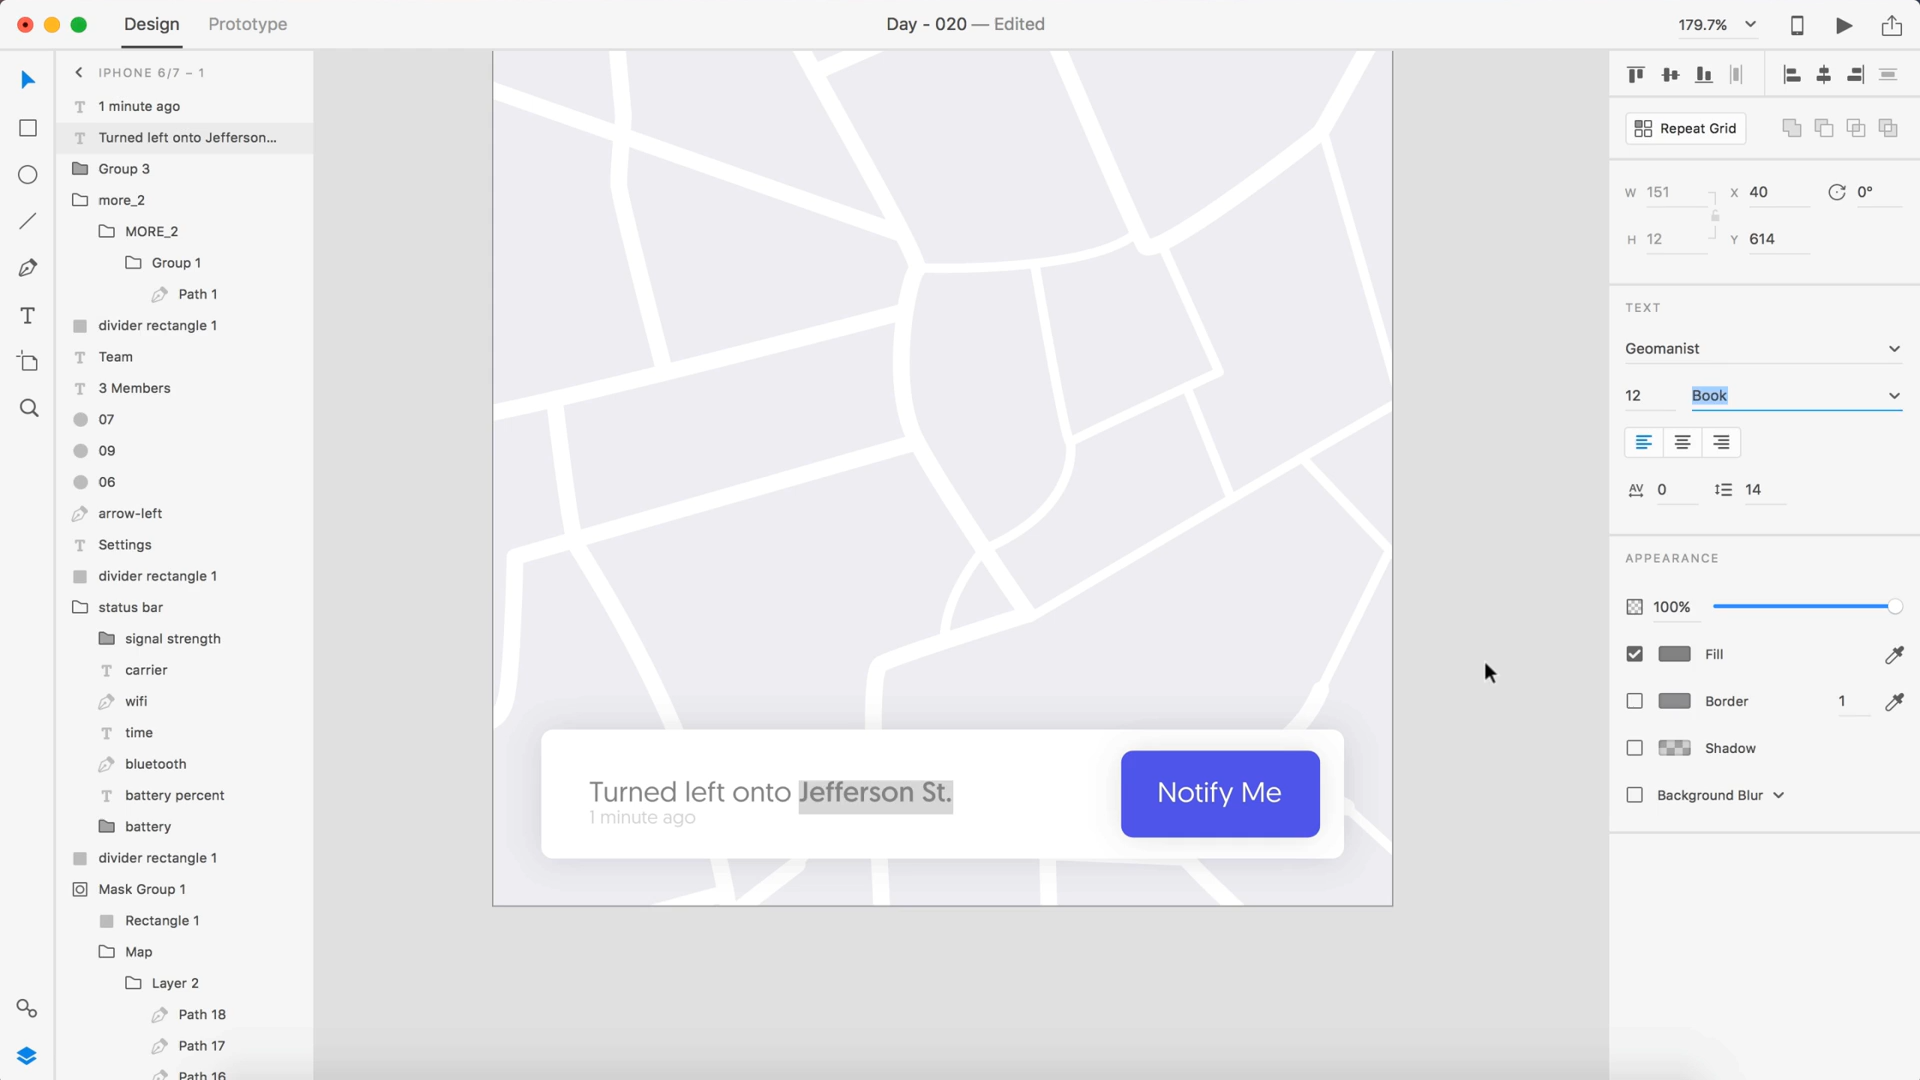 Design
Prototype
Day - 020 — Edited
179.7%
IPHONE 6/7 – 1
1 minute ago
Turned left onto Jefferson...
Group 3
more_2
MORE_2
Group 1
Path 1
divider rectangle 1
Team
3 Members
07
09
06
arrow-left
Settings
divider rectangle 1
status bar
signal strength
carrier
wifi
time
bluetooth
battery percent
battery
divider rectangle 1
Mask Group 1
Rectangle 1
Map
Layer 2
Path 18
Path 17
Path 16
Turned left onto Jefferson St.
1 minute ago
Notify Me
Repeat Grid
W 151 X 40 0°
H 12 Y 614
TEXT
Geomanist
12 Book
AV 0 14
APPEARANCE
100%
Fill
Border 1
Shadow
Background Blur